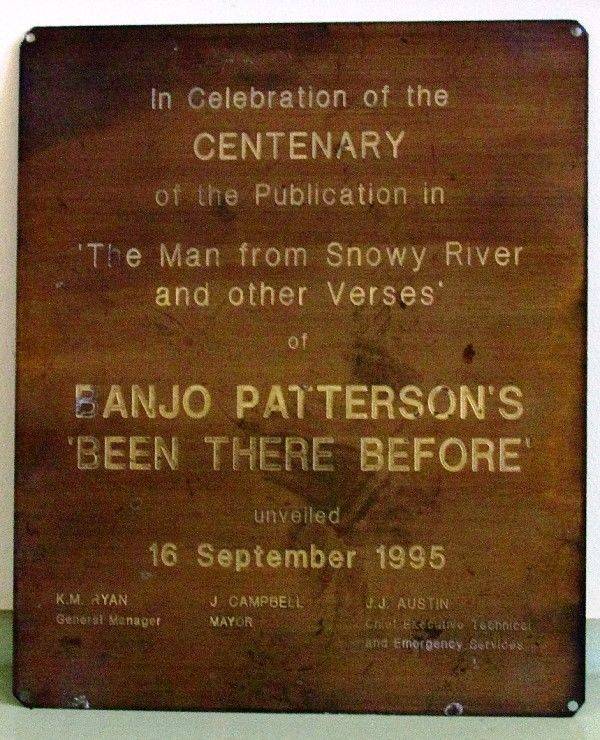 In Celebration of the
CENTENARY
of the Publication in
'The Man from Snowy River
and other Verses'
of
BANJO PATTERSON'S
'BEEN THERE BEFORE'
unveiled
16 September 1995
K.M. RYAN J. CAMPBELL J.J. AUSTIN
General Manager MAYOR Chief Executive Technical
and Emergency Services